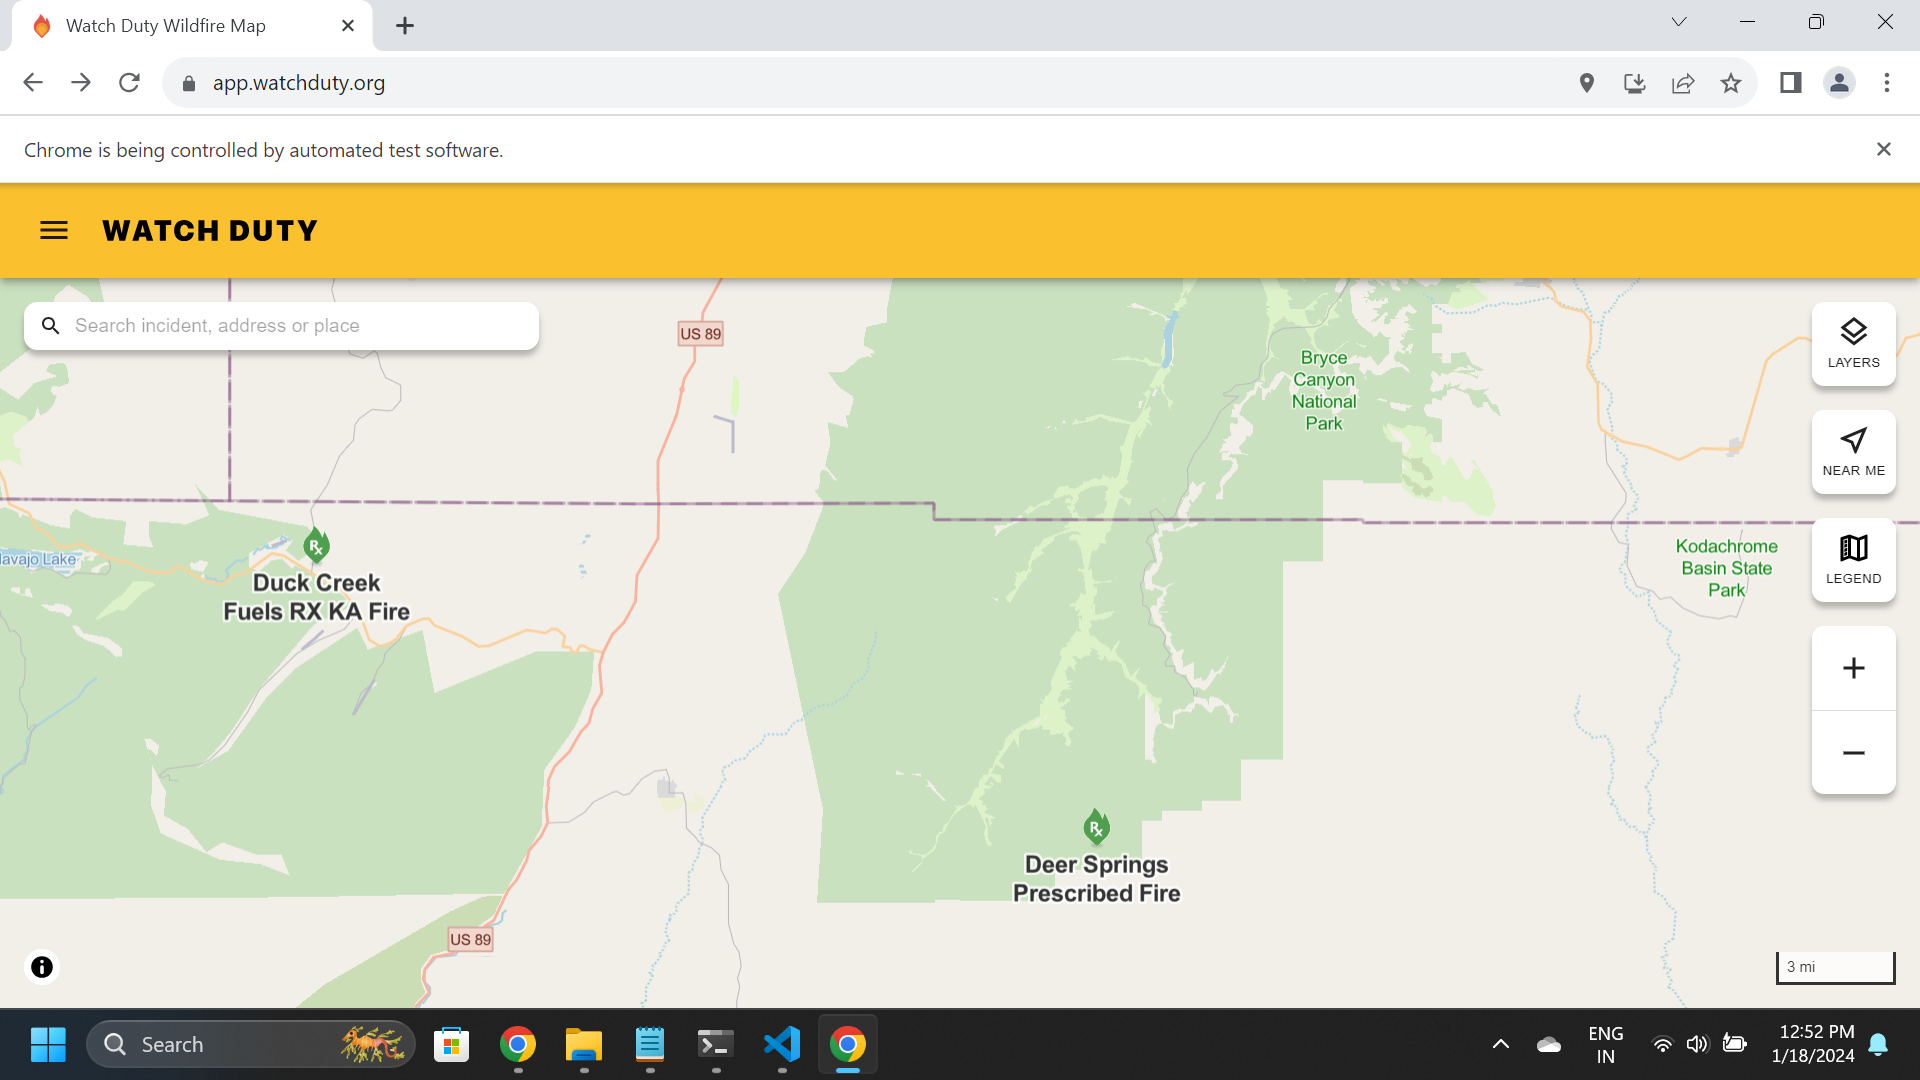 Watch Duty Wildfire Map
app.watchduty.org
Chrome is being controlled by automated test software.
WATCH DUTY
Search incident, address or place
US 89
Bryce
Canyon
National
Park
LAYERS
NEAR ME
LEGEND
Kodachrome
Basin State
Park
avajo Lake
Rx
Duck Creek
Fuels RX KA Fire
Rx
Deer Springs
Prescribed Fire
US 89
3 mi
Search
ENG
IN
12:52 PM
1/18/2024